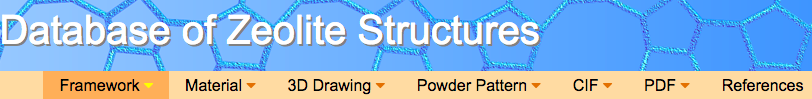 Database of Zeolite Structures
Framework Material 3D Drawing Powder Pattern CIF PDF References